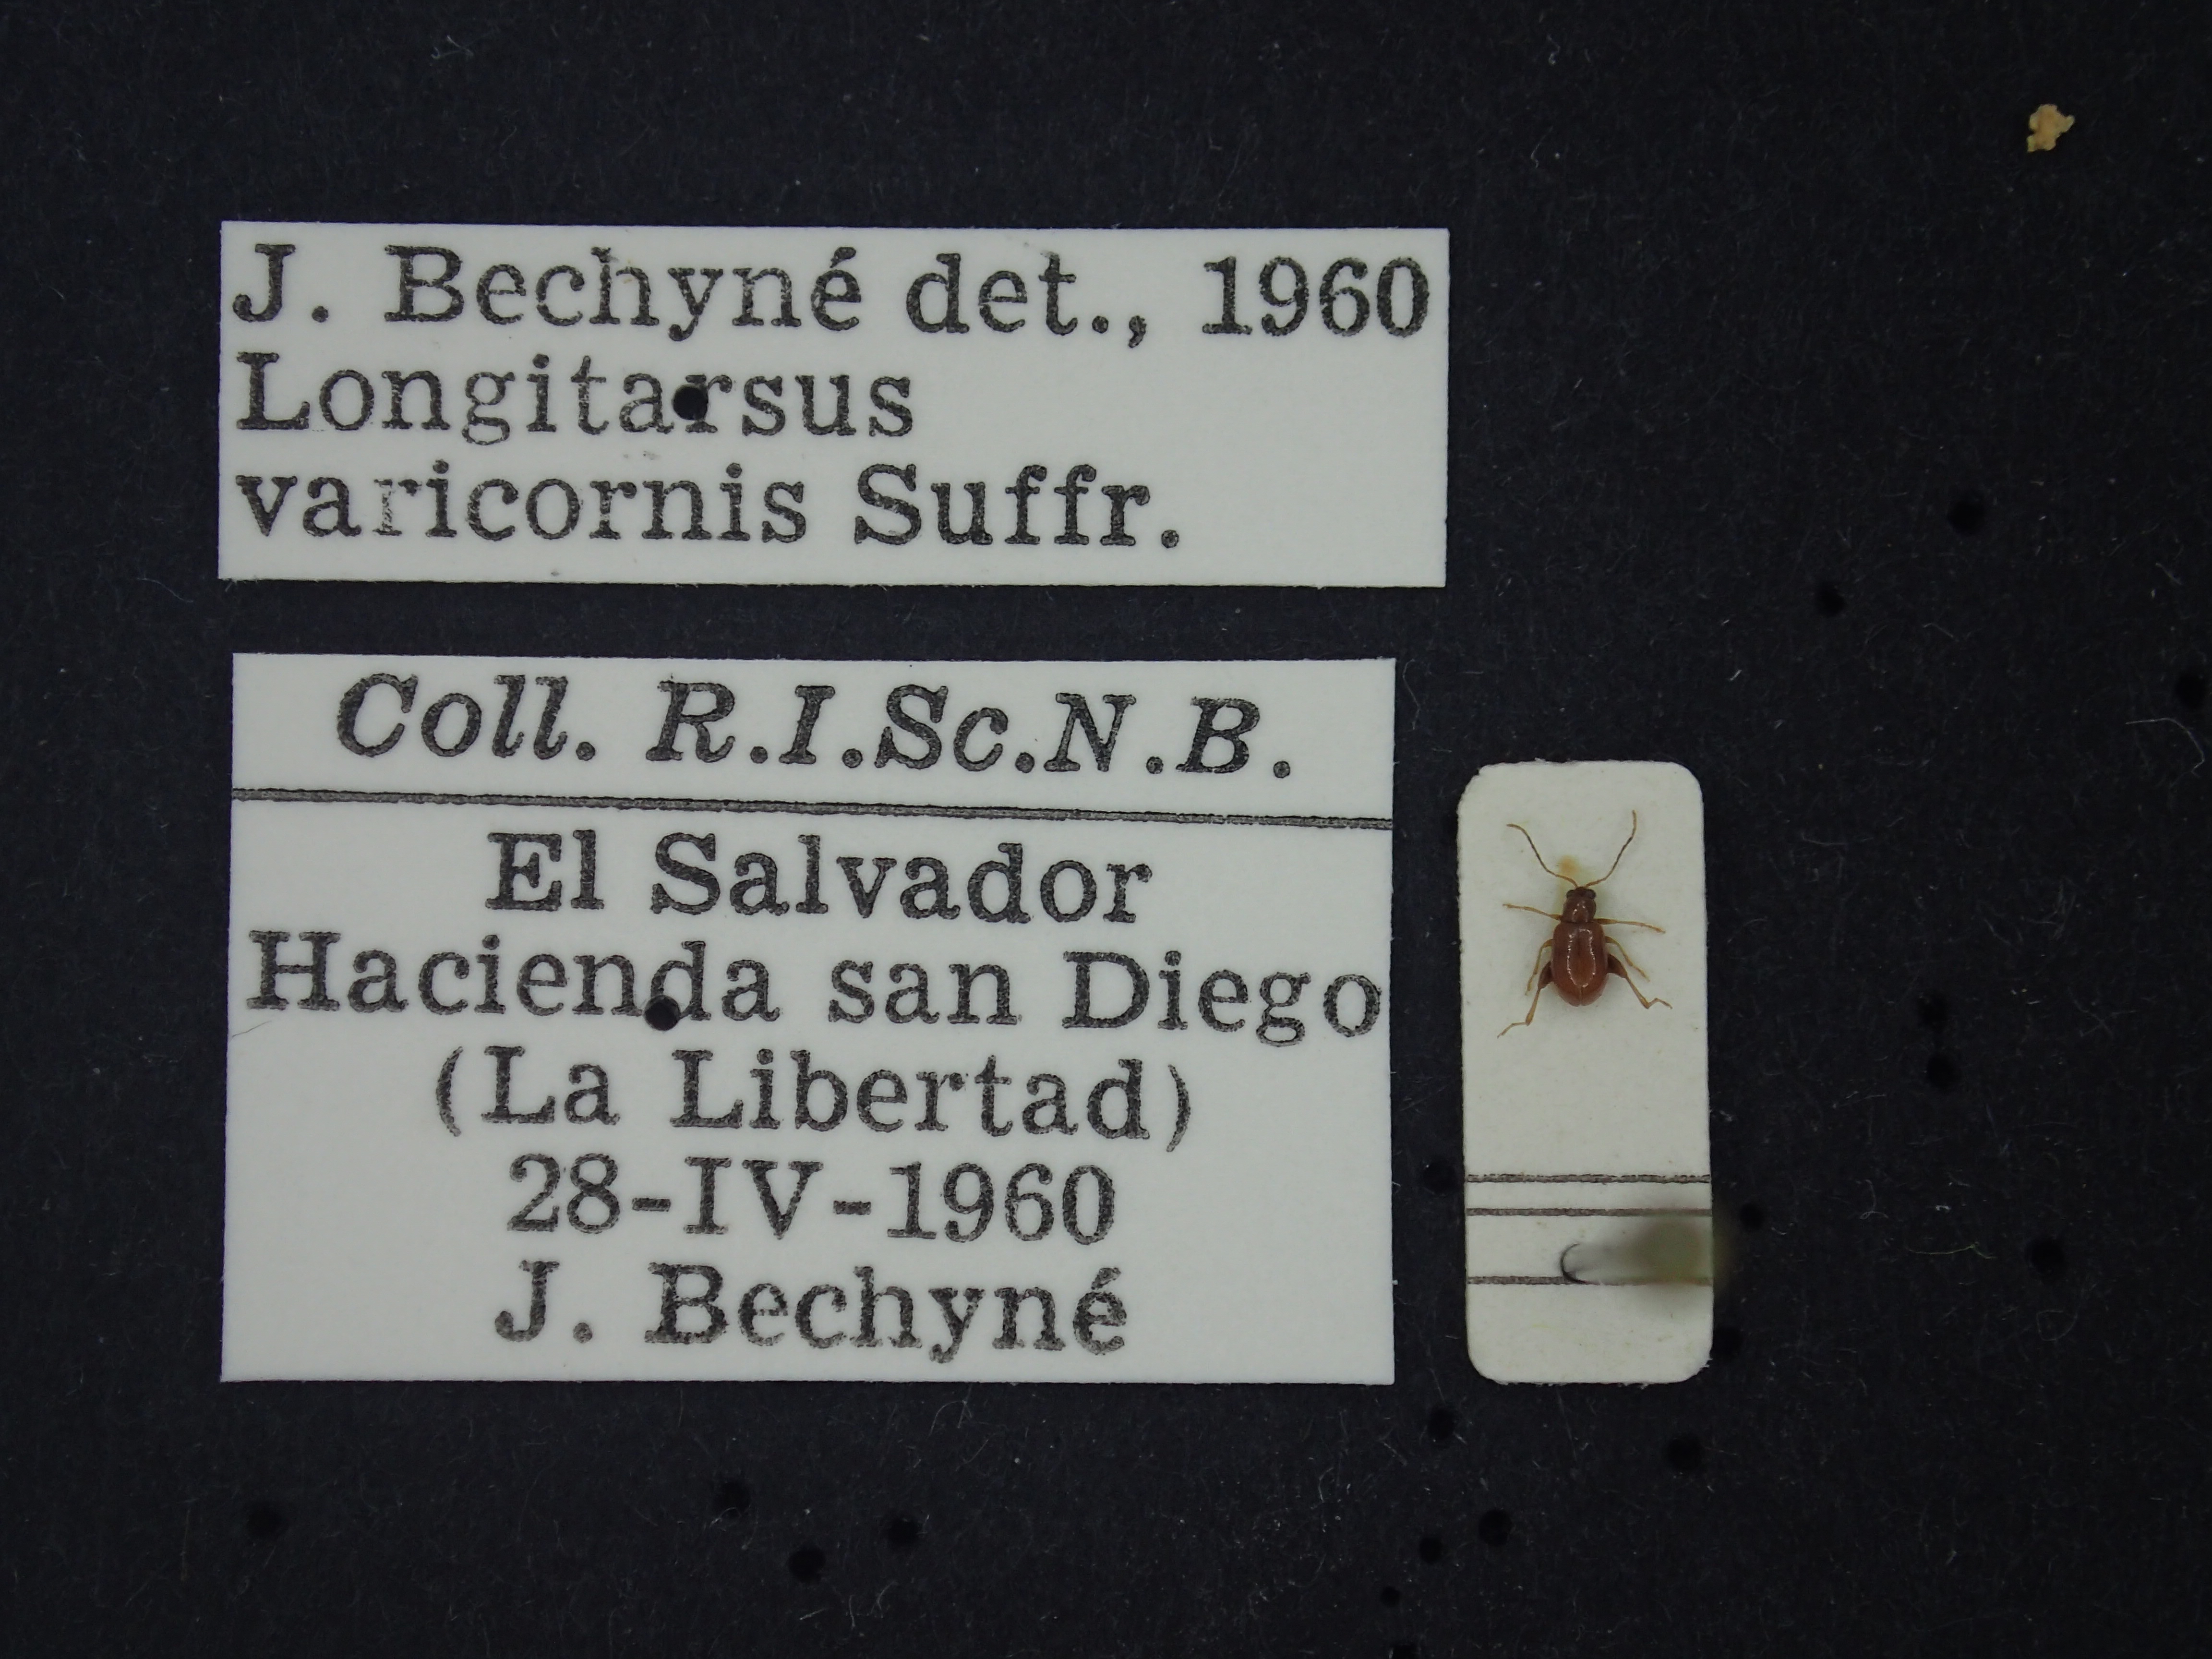 J. Bechyné det., 1960
Longitarsus
varicornis Suffr.
Coll. R.I.Sc.N.B.
El Salvador
Hacienda san Diego
(La Libertad)
28-IV-1960
J. Bechyné